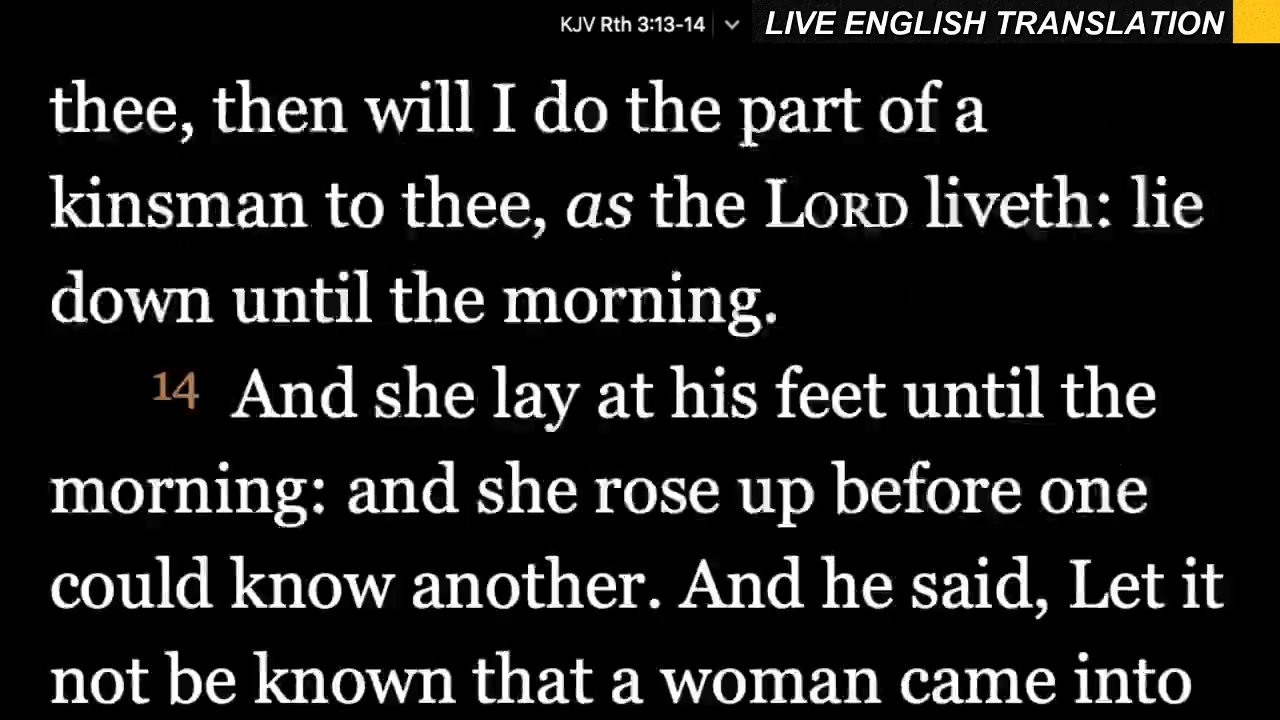 KJV Rth 3:13-14
LIVE ENGLISH TRANSLATION
thee, then will I do the part of a
kinsman to thee, as the LORD liveth: lie
down until the morning.
14 And she lay at his feet until the
morning: and she rose up before one
could know another. And he said, Let it
not be known that a woman came into